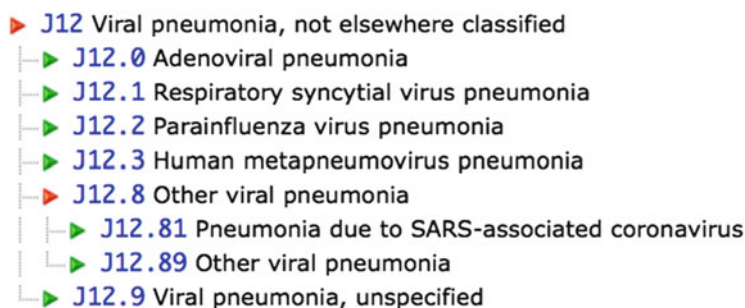 J12 Viral pneumonia, not elsewhere classified
J12.0 Adenoviral pneumonia
J12.1 Respiratory syncytial virus pneumonia
J12.2 Parainfluenza virus pneumonia
J12.3 Human metapneumovirus pneumonia
J12.8 Other viral pneumonia
J12.81 Pneumonia due to SARS-associated coronavirus
J12.89 Other viral pneumonia
J12.9 Viral pneumonia, unspecified